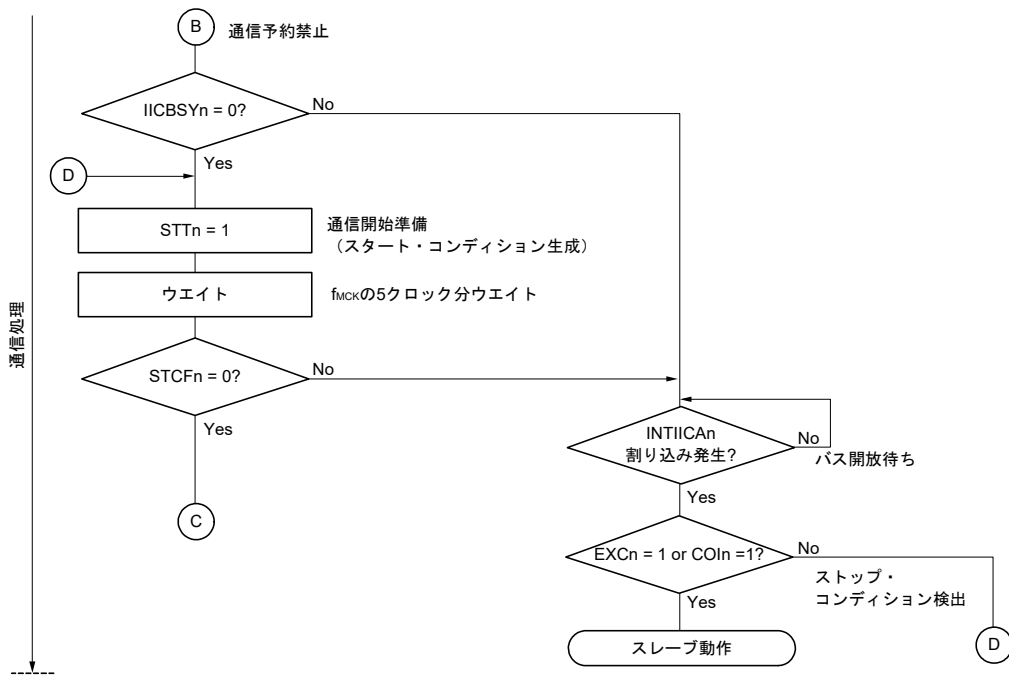 B
通信予約禁止
IICBSYn = 0?
No
Yes
D
STTn = 1
通信開始準備
（スタート・コンディション生成）
ウエイト
fMCKの5クロック分ウエイト
STCFn = 0?
No
Yes
C
INTIICAn
割り込み発生?
No
バス開放待ち
Yes
EXCn = 1 or COIn =1?
No
ストップ・
コンディション検出
Yes
スレーブ動作
D
通信処理